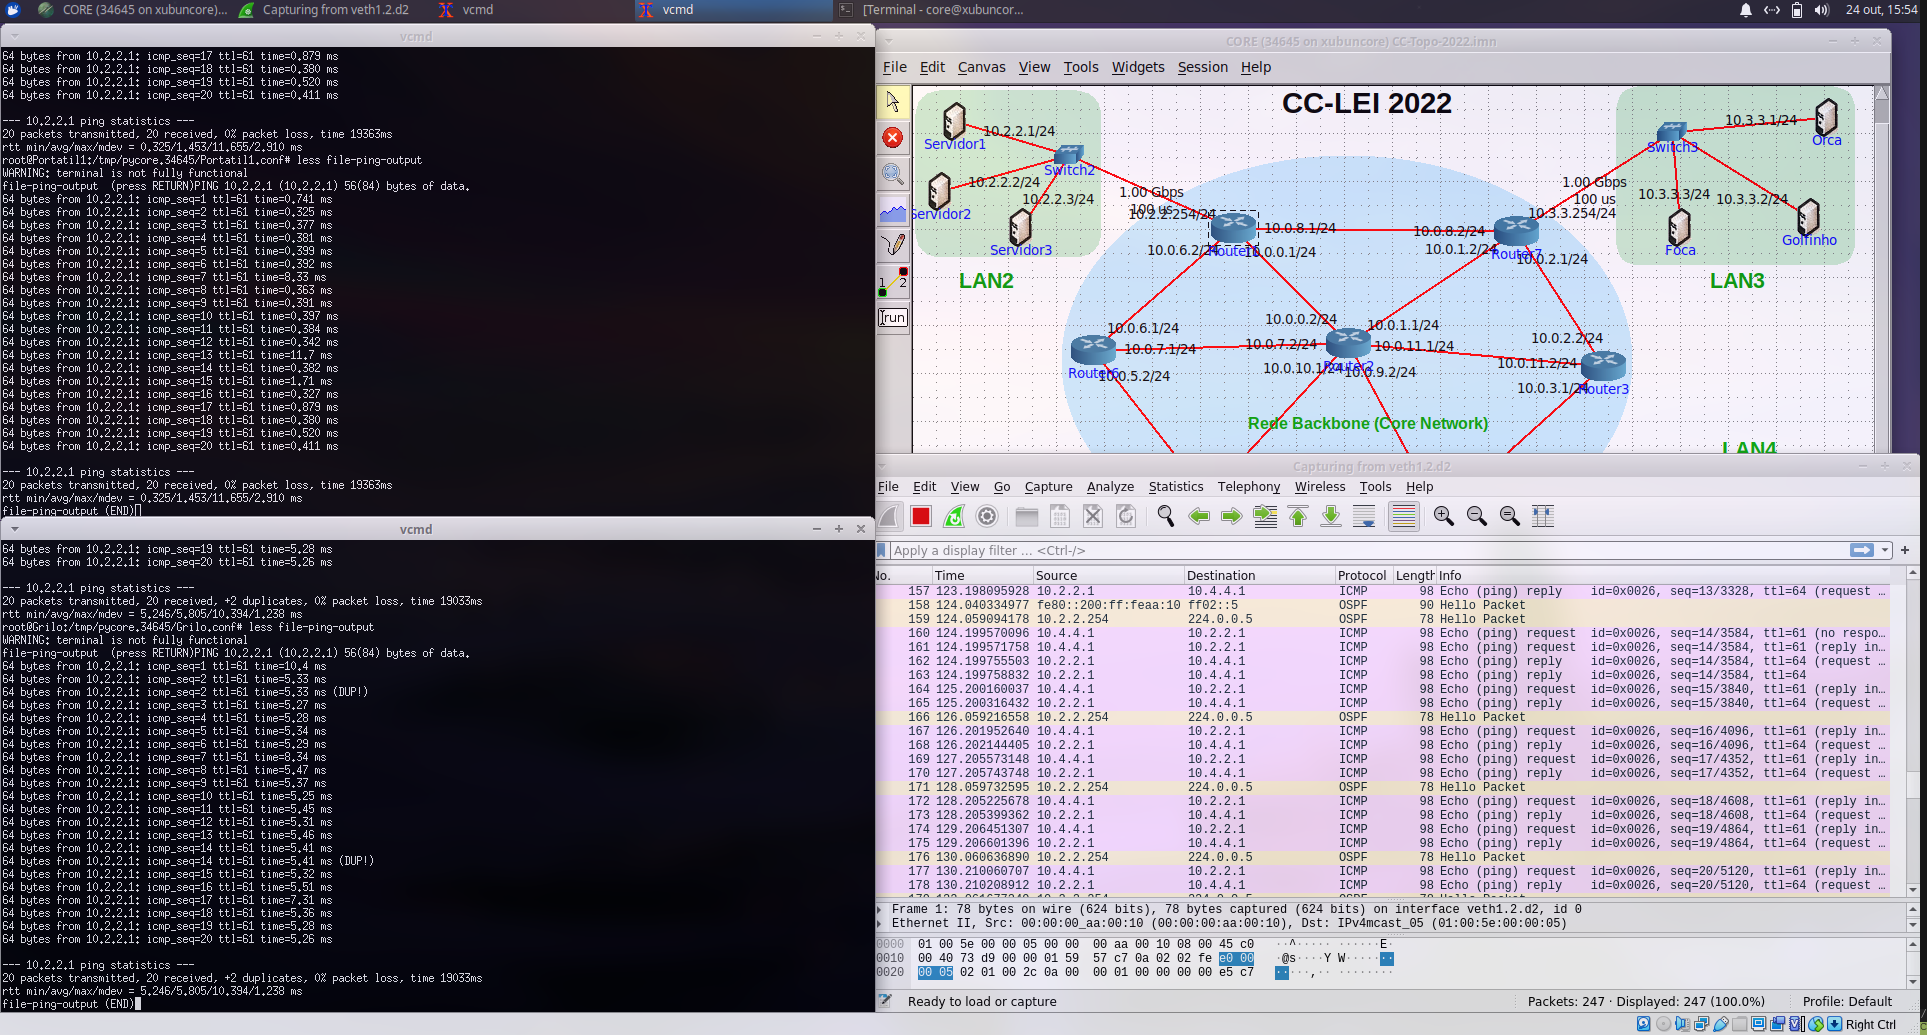 CORE (34645 on xubuncore)...
Capturing from veth1.2.d2
vcmd
vcmd
[Terminal - core@xubuncor...
24 out, 15:54
vcmd
64 bytes from 10.2.2.1: icmp_seq=17 ttl=61 time=0.879 ms
64 bytes from 10.2.2.1: icmp_seq=18 ttl=61 time=0.380 ms
64 bytes from 10.2.2.1: icmp_seq=19 ttl=61 time=0.520 ms
64 bytes from 10.2.2.1: icmp_seq=20 ttl=61 time=0.411 ms
--- 10.2.2.1 ping statistics ---
20 packets transmitted, 20 received, 0% packet loss, time 19363ms
rtt min/avg/max/mdev = 0.325/1.453/11.655/2.910 ms
root@Portatil1:/tmp/pycore.34645/Portatil1.conf# less file-ping-output
WARNING: terminal is not fully functional
file-ping-output  (press RETURN)PING 10.2.2.1 (10.2.2.1) 56(84) bytes of data.
64 bytes from 10.2.2.1: icmp_seq=1 ttl=61 time=0.741 ms
64 bytes from 10.2.2.1: icmp_seq=2 ttl=61 time=0.325 ms
64 bytes from 10.2.2.1: icmp_seq=3 ttl=61 time=0.377 ms
64 bytes from 10.2.2.1: icmp_seq=4 ttl=61 time=0.381 ms
64 bytes from 10.2.2.1: icmp_seq=5 ttl=61 time=0.399 ms
64 bytes from 10.2.2.1: icmp_seq=6 ttl=61 time=0.392 ms
64 bytes from 10.2.2.1: icmp_seq=7 ttl=61 time=8.33 ms
64 bytes from 10.2.2.1: icmp_seq=8 ttl=61 time=0.363 ms
64 bytes from 10.2.2.1: icmp_seq=9 ttl=61 time=0.391 ms
64 bytes from 10.2.2.1: icmp_seq=10 ttl=61 time=0.397 ms
64 bytes from 10.2.2.1: icmp_seq=11 ttl=61 time=0.384 ms
64 bytes from 10.2.2.1: icmp_seq=12 ttl=61 time=0.342 ms
64 bytes from 10.2.2.1: icmp_seq=13 ttl=61 time=11.7 ms
64 bytes from 10.2.2.1: icmp_seq=14 ttl=61 time=0.382 ms
64 bytes from 10.2.2.1: icmp_seq=15 ttl=61 time=1.71 ms
64 bytes from 10.2.2.1: icmp_seq=16 ttl=61 time=0.327 ms
64 bytes from 10.2.2.1: icmp_seq=17 ttl=61 time=0.879 ms
64 bytes from 10.2.2.1: icmp_seq=18 ttl=61 time=0.380 ms
64 bytes from 10.2.2.1: icmp_seq=19 ttl=61 time=0.520 ms
64 bytes from 10.2.2.1: icmp_seq=20 ttl=61 time=0.411 ms
--- 10.2.2.1 ping statistics ---
20 packets transmitted, 20 received, 0% packet loss, time 19363ms
rtt min/avg/max/mdev = 0.325/1.453/11.655/2.910 ms
file-ping-output (END)
vcmd
64 bytes from 10.2.2.1: icmp_seq=19 ttl=61 time=5.28 ms
64 bytes from 10.2.2.1: icmp_seq=20 ttl=61 time=5.26 ms
--- 10.2.2.1 ping statistics ---
20 packets transmitted, 20 received, +2 duplicates, 0% packet loss, time 19033ms
rtt min/avg/max/mdev = 5.246/5.805/10.394/1.238 ms
root@Grilo:/tmp/pycore.34645/Grilo.conf# less file-ping-output
WARNING: terminal is not fully functional
file-ping-output  (press RETURN)PING 10.2.2.1 (10.2.2.1) 56(84) bytes of data.
64 bytes from 10.2.2.1: icmp_seq=1 ttl=61 time=10.4 ms
64 bytes from 10.2.2.1: icmp_seq=2 ttl=61 time=5.33 ms
64 bytes from 10.2.2.1: icmp_seq=2 ttl=61 time=5.33 ms (DUP!)
64 bytes from 10.2.2.1: icmp_seq=3 ttl=61 time=5.27 ms
64 bytes from 10.2.2.1: icmp_seq=4 ttl=61 time=5.28 ms
64 bytes from 10.2.2.1: icmp_seq=5 ttl=61 time=5.34 ms
64 bytes from 10.2.2.1: icmp_seq=6 ttl=61 time=5.29 ms
64 bytes from 10.2.2.1: icmp_seq=7 ttl=61 time=8.34 ms
64 bytes from 10.2.2.1: icmp_seq=8 ttl=61 time=5.47 ms
64 bytes from 10.2.2.1: icmp_seq=9 ttl=61 time=5.37 ms
64 bytes from 10.2.2.1: icmp_seq=10 ttl=61 time=5.25 ms
64 bytes from 10.2.2.1: icmp_seq=11 ttl=61 time=5.45 ms
64 bytes from 10.2.2.1: icmp_seq=12 ttl=61 time=5.31 ms
64 bytes from 10.2.2.1: icmp_seq=13 ttl=61 time=5.46 ms
64 bytes from 10.2.2.1: icmp_seq=14 ttl=61 time=5.41 ms
64 bytes from 10.2.2.1: icmp_seq=14 ttl=61 time=5.41 ms (DUP!)
64 bytes from 10.2.2.1: icmp_seq=15 ttl=61 time=5.32 ms
64 bytes from 10.2.2.1: icmp_seq=16 ttl=61 time=5.51 ms
64 bytes from 10.2.2.1: icmp_seq=17 ttl=61 time=7.31 ms
64 bytes from 10.2.2.1: icmp_seq=18 ttl=61 time=5.36 ms
64 bytes from 10.2.2.1: icmp_seq=19 ttl=61 time=5.28 ms
64 bytes from 10.2.2.1: icmp_seq=20 ttl=61 time=5.26 ms
--- 10.2.2.1 ping statistics ---
20 packets transmitted, 20 received, +2 duplicates, 0% packet loss, time 19033ms
rtt min/avg/max/mdev = 5.246/5.805/10.394/1.238 ms
file-ping-output (END)
CORE (34645 on xubuncore) CC-Topo-2022.imn
File Edit Canvas View Tools Widgets Session Help
1 2
run
CC-LEI 2022
10.2.2.1/24
Servidor1
Switch2
10.2.2.2/24
10.2.2.3/24
Servidor2
Servidor3
LAN2
1.00 Gbps
100 us
10.2.2.254/24
10.0.8.1/24
10.0.6.2/24
10.0.0.1/24
10.3.3.1/24
Orca
Switch3
1.00 Gbps
100 us
10.3.3.3/24
10.3.3.2/24
10.3.3.254/24
Foca
Golfinho
LAN3
10.0.8.2/24
10.0.1.2/24
Router7
10.0.2.1/24
10.0.6.1/24
10.0.0.2/24
10.0.1.1/24
10.0.2.2/24
10.0.7.1/24
10.0.7.2/24
10.0.11.1/24
10.0.11.2/24
Router6
10.0.5.2/24
10.0.10.1/24
Router2
10.0.9.2/24
10.0.3.1/24
Router3
Rede Backbone (Core Network)
LAN4
Capturing from veth1.2.d2
File Edit View Go Capture Analyze Statistics Telephony Wireless Tools Help
Apply a display filter ... <Ctrl-/>
No. Time Source Destination Protocol Length Info
157 123.198095928 10.2.2.1 10.4.4.1 ICMP 98 Echo (ping) reply id=0x0026, seq=13/3328, ttl=64 (request ...
158 124.040334977 fe80::200:ff:feaa:10 ff02::5 OSPF 90 Hello Packet
159 124.059094178 10.2.2.254 224.0.0.5 OSPF 78 Hello Packet
160 124.199570096 10.4.4.1 10.2.2.1 ICMP 98 Echo (ping) request id=0x0026, seq=14/3584, ttl=61 (no respo...
161 124.199571758 10.4.4.1 10.2.2.1 ICMP 98 Echo (ping) request id=0x0026, seq=14/3584, ttl=61 (reply in...
162 124.199755503 10.2.2.1 10.4.4.1 ICMP 98 Echo (ping) reply id=0x0026, seq=14/3584, ttl=64 (request ...
163 124.199758832 10.2.2.1 10.4.4.1 ICMP 98 Echo (ping) reply id=0x0026, seq=14/3584, ttl=64
164 125.200160037 10.4.4.1 10.2.2.1 ICMP 98 Echo (ping) request id=0x0026, seq=15/3840, ttl=61 (reply in...
165 125.200316432 10.2.2.1 10.4.4.1 ICMP 98 Echo (ping) reply id=0x0026, seq=15/3840, ttl=64 (request ...
166 126.059216558 10.2.2.254 224.0.0.5 OSPF 78 Hello Packet
167 126.201952640 10.4.4.1 10.2.2.1 ICMP 98 Echo (ping) request id=0x0026, seq=16/4096, ttl=61 (reply in...
168 126.202144405 10.2.2.1 10.4.4.1 ICMP 98 Echo (ping) reply id=0x0026, seq=16/4096, ttl=64 (request ...
169 127.205573148 10.4.4.1 10.2.2.1 ICMP 98 Echo (ping) request id=0x0026, seq=17/4352, ttl=61 (reply in...
170 127.205743748 10.2.2.1 10.4.4.1 ICMP 98 Echo (ping) reply id=0x0026, seq=17/4352, ttl=64 (request ...
171 128.059732595 10.2.2.254 224.0.0.5 OSPF 78 Hello Packet
172 128.205225678 10.4.4.1 10.2.2.1 ICMP 98 Echo (ping) request id=0x0026, seq=18/4608, ttl=61 (reply in...
173 128.205399362 10.2.2.1 10.4.4.1 ICMP 98 Echo (ping) reply id=0x0026, seq=18/4608, ttl=64 (request ...
174 129.206451307 10.4.4.1 10.2.2.1 ICMP 98 Echo (ping) request id=0x0026, seq=19/4864, ttl=61 (reply in...
175 129.206601396 10.2.2.1 10.4.4.1 ICMP 98 Echo (ping) reply id=0x0026, seq=19/4864, ttl=64 (request ...
176 130.060636890 10.2.2.254 224.0.0.5 OSPF 78 Hello Packet
177 130.210060707 10.4.4.1 10.2.2.1 ICMP 98 Echo (ping) request id=0x0026, seq=20/5120, ttl=61 (reply in...
178 130.210208912 10.2.2.1 10.4.4.1 ICMP 98 Echo (ping) reply id=0x0026, seq=20/5120, ttl=64 (request ...
Frame 1: 78 bytes on wire (624 bits), 78 bytes captured (624 bits) on interface veth1.2.d2, id 0
Ethernet II, Src: 00:00:00_aa:00:10 (00:00:00:aa:00:10), Dst: IPv4mcast_05 (01:00:5e:00:00:05)
0000 01 00 5e 00 00 05 00 00 00 aa 00 10 08 00 45 c0 ··^····· ······E·
0010 00 40 73 d9 00 00 01 59 57 c7 0a 02 02 fe e0 00 ·@s····Y W·······
0020 00 05 02 01 00 2c 0a 00 00 01 00 00 00 00 e5 c7 ·····,·· ········
Ready to load or capture
Packets: 247 · Displayed: 247 (100.0%)
Profile: Default
Right Ctrl